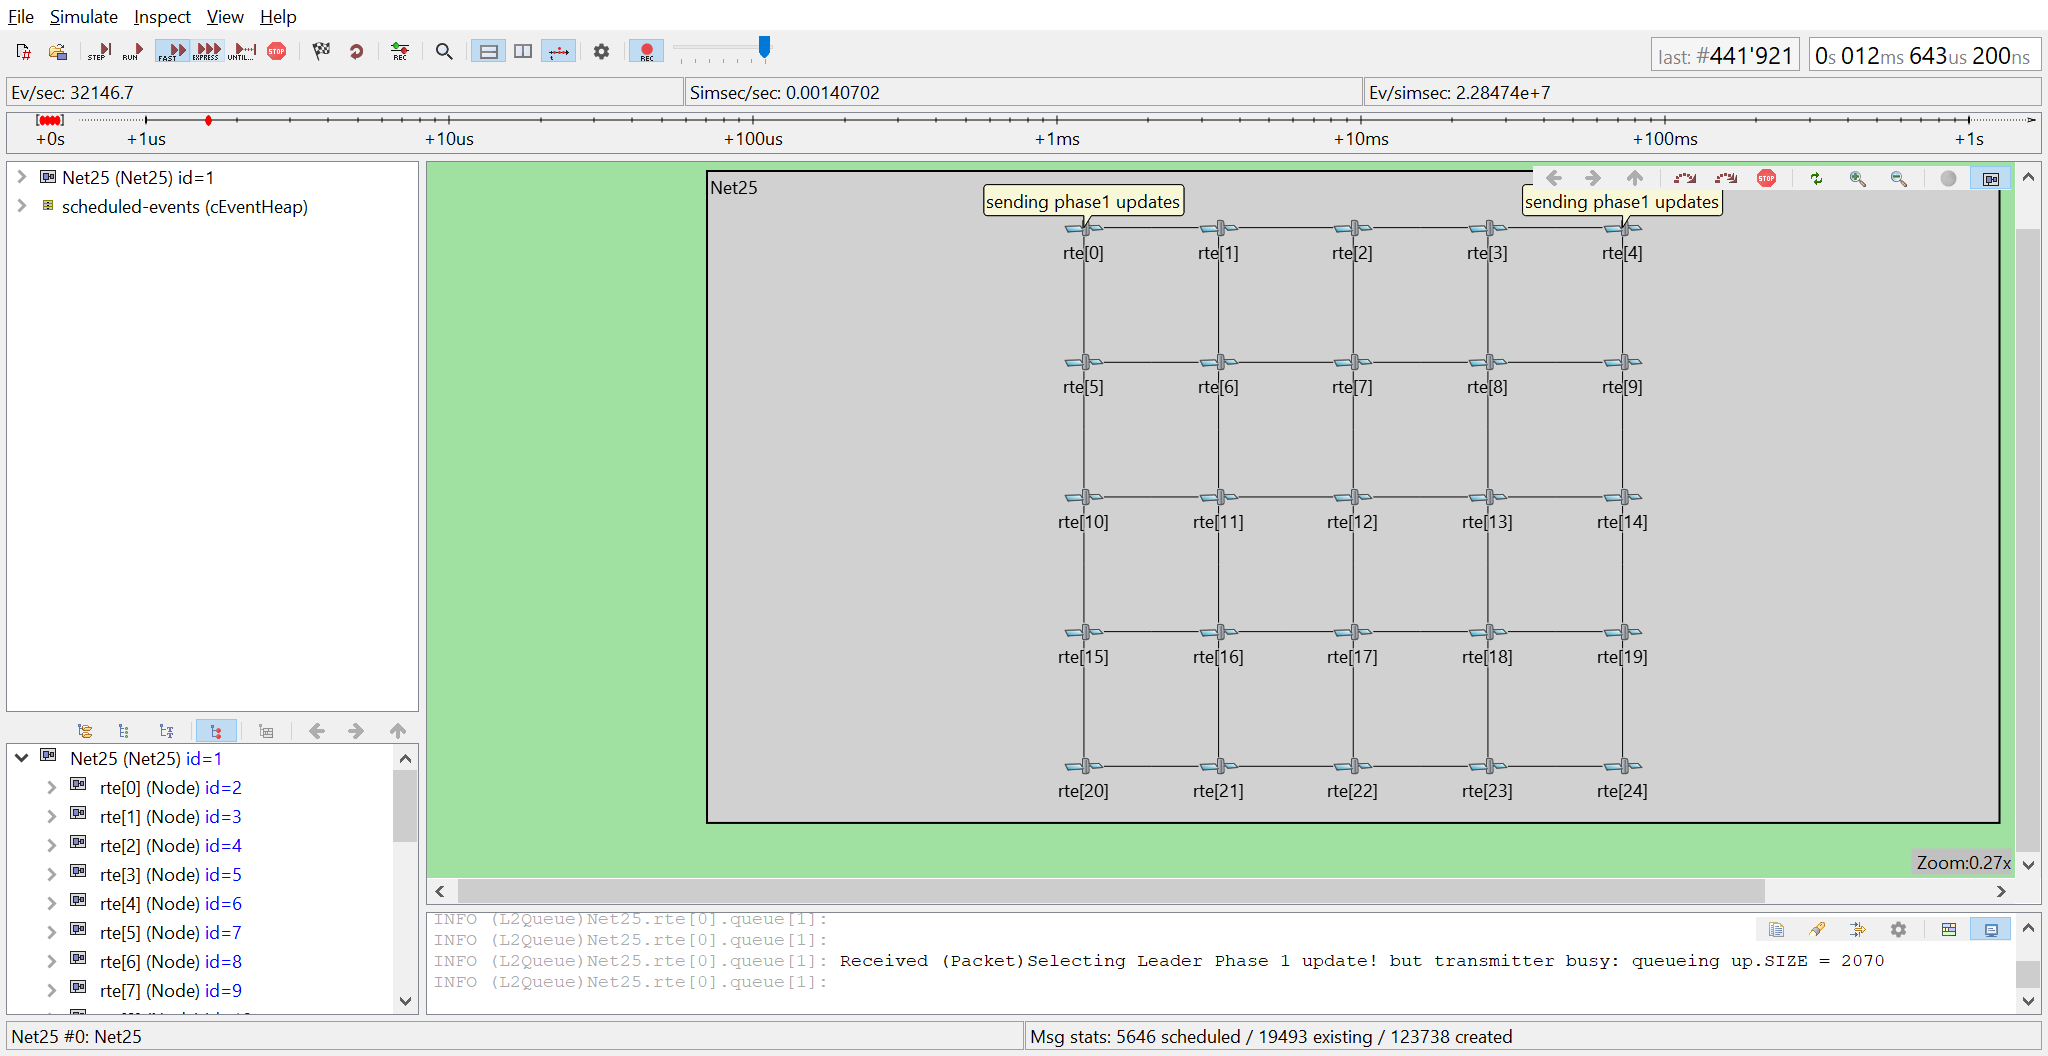 File Simulate Inspect View Help
STEP RUN FAST EXPRESS UNTIL... STOP REC REC
last: #441'921 0s 012ms 643us 200ns
Ev/sec: 32146.7 Simsec/sec: 0.00140702 Ev/simsec: 2.28474e+7
+0s +1us +10us +100us +1ms +10ms +100ms +1s
Net25 (Net25) id=1
scheduled-events (cEventHeap)
Net25 (Net25) id=1
rte[0] (Node) id=2
rte[1] (Node) id=3
rte[2] (Node) id=4
rte[3] (Node) id=5
rte[4] (Node) id=6
rte[5] (Node) id=7
rte[6] (Node) id=8
rte[7] (Node) id=9
Net25
STOP
sending phase1 updates sending phase1 updates
rte[0] rte[1] rte[2] rte[3] rte[4]
rte[5] rte[6] rte[7] rte[8] rte[9]
rte[10] rte[11] rte[12] rte[13] rte[14]
rte[15] rte[16] rte[17] rte[18] rte[19]
rte[20] rte[21] rte[22] rte[23] rte[24]
Zoom:0.27x
INFO (L2Queue)Net25.rte[0].queue[1]:
INFO (L2Queue)Net25.rte[0].queue[1]:
INFO (L2Queue)Net25.rte[0].queue[1]: Received (Packet)Selecting Leader Phase 1 update! but transmitter busy: queueing up.SIZE = 2070
INFO (L2Queue)Net25.rte[0].queue[1]:
Net25 #0: Net25 Msg stats: 5646 scheduled / 19493 existing / 123738 created